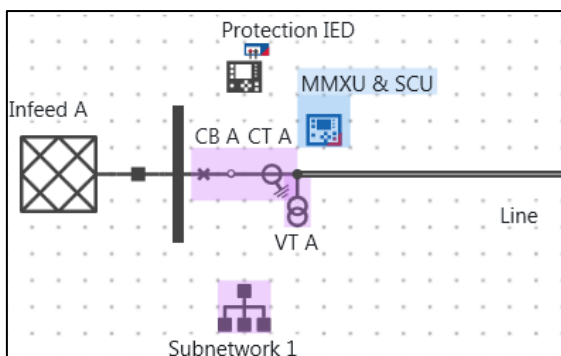 Protection IED
MMXU & SCU
Infeed A
CB A CT A
Line
VT A
Subnetwork 1